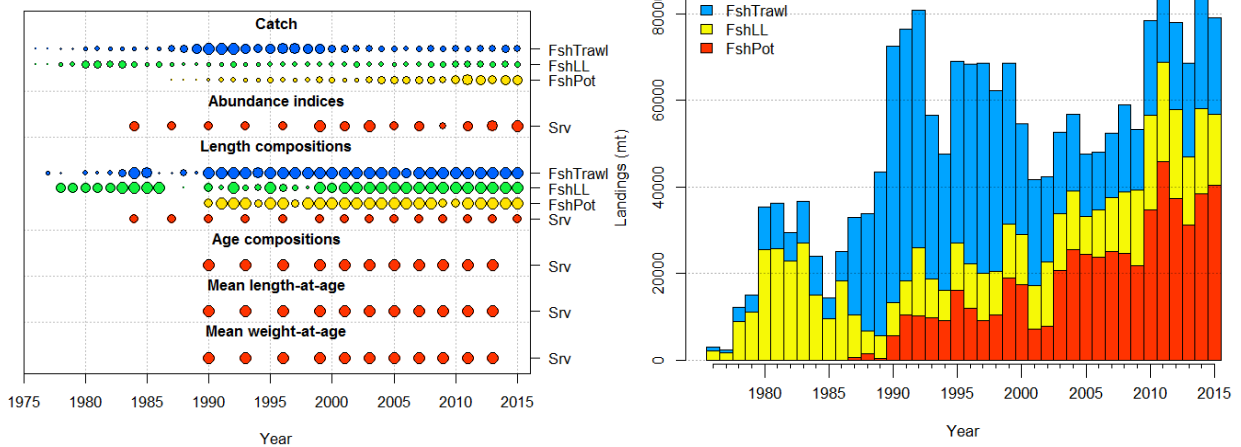 Catch
FshTrawl
FshLL
FshPot
Abundance indices
Srv
Length compositions
FshTrawl
FshLL
FshPot
Srv
Age compositions
Srv
Mean length-at-age
Srv
Mean weight-at-age
Srv
1975 1980 1985 1990 1995 2000 2005 2010 2015
Year
FshTrawl
FshLL
FshPot
Landings (mt)
80000
60000
40000
20000
0
1980 1985 1990 1995 2000 2005 2010 2015
Year